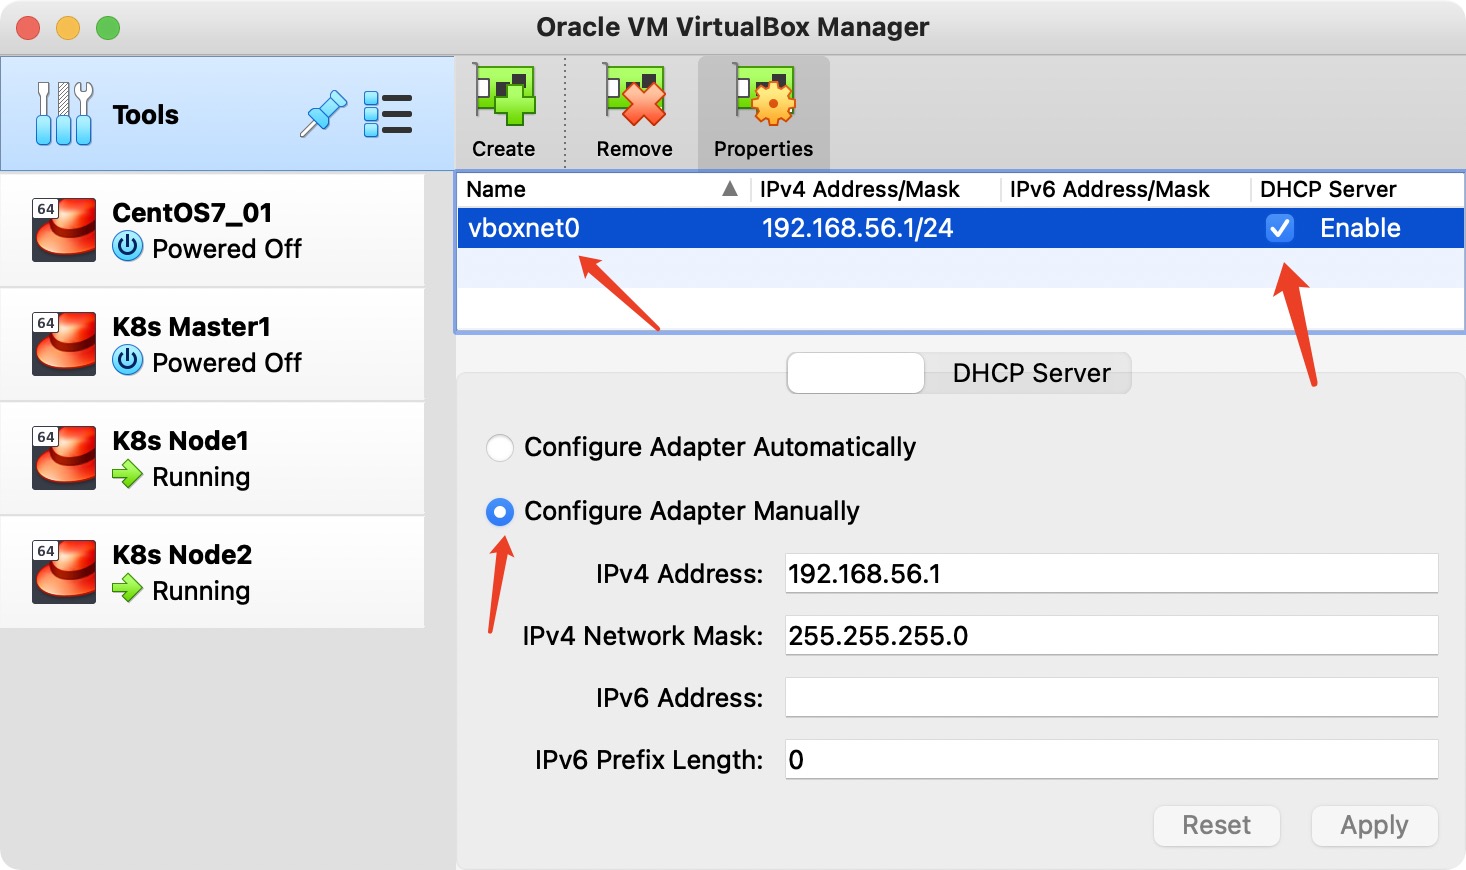 Oracle VM VirtualBox Manager
Tools
Create
Remove
Properties
Name
IPv4 Address/Mask
IPv6 Address/Mask
DHCP Server
vboxnet0
192.168.56.1/24
Enable
64
CentOS7_01
Powered Off
64
K8s Master1
Powered Off
64
K8s Node1
Running
64
K8s Node2
Running
DHCP Server
Configure Adapter Automatically
Configure Adapter Manually
IPv4 Address: 192.168.56.1
IPv4 Network Mask: 255.255.255.0
IPv6 Address:
IPv6 Prefix Length: 0
Reset
Apply